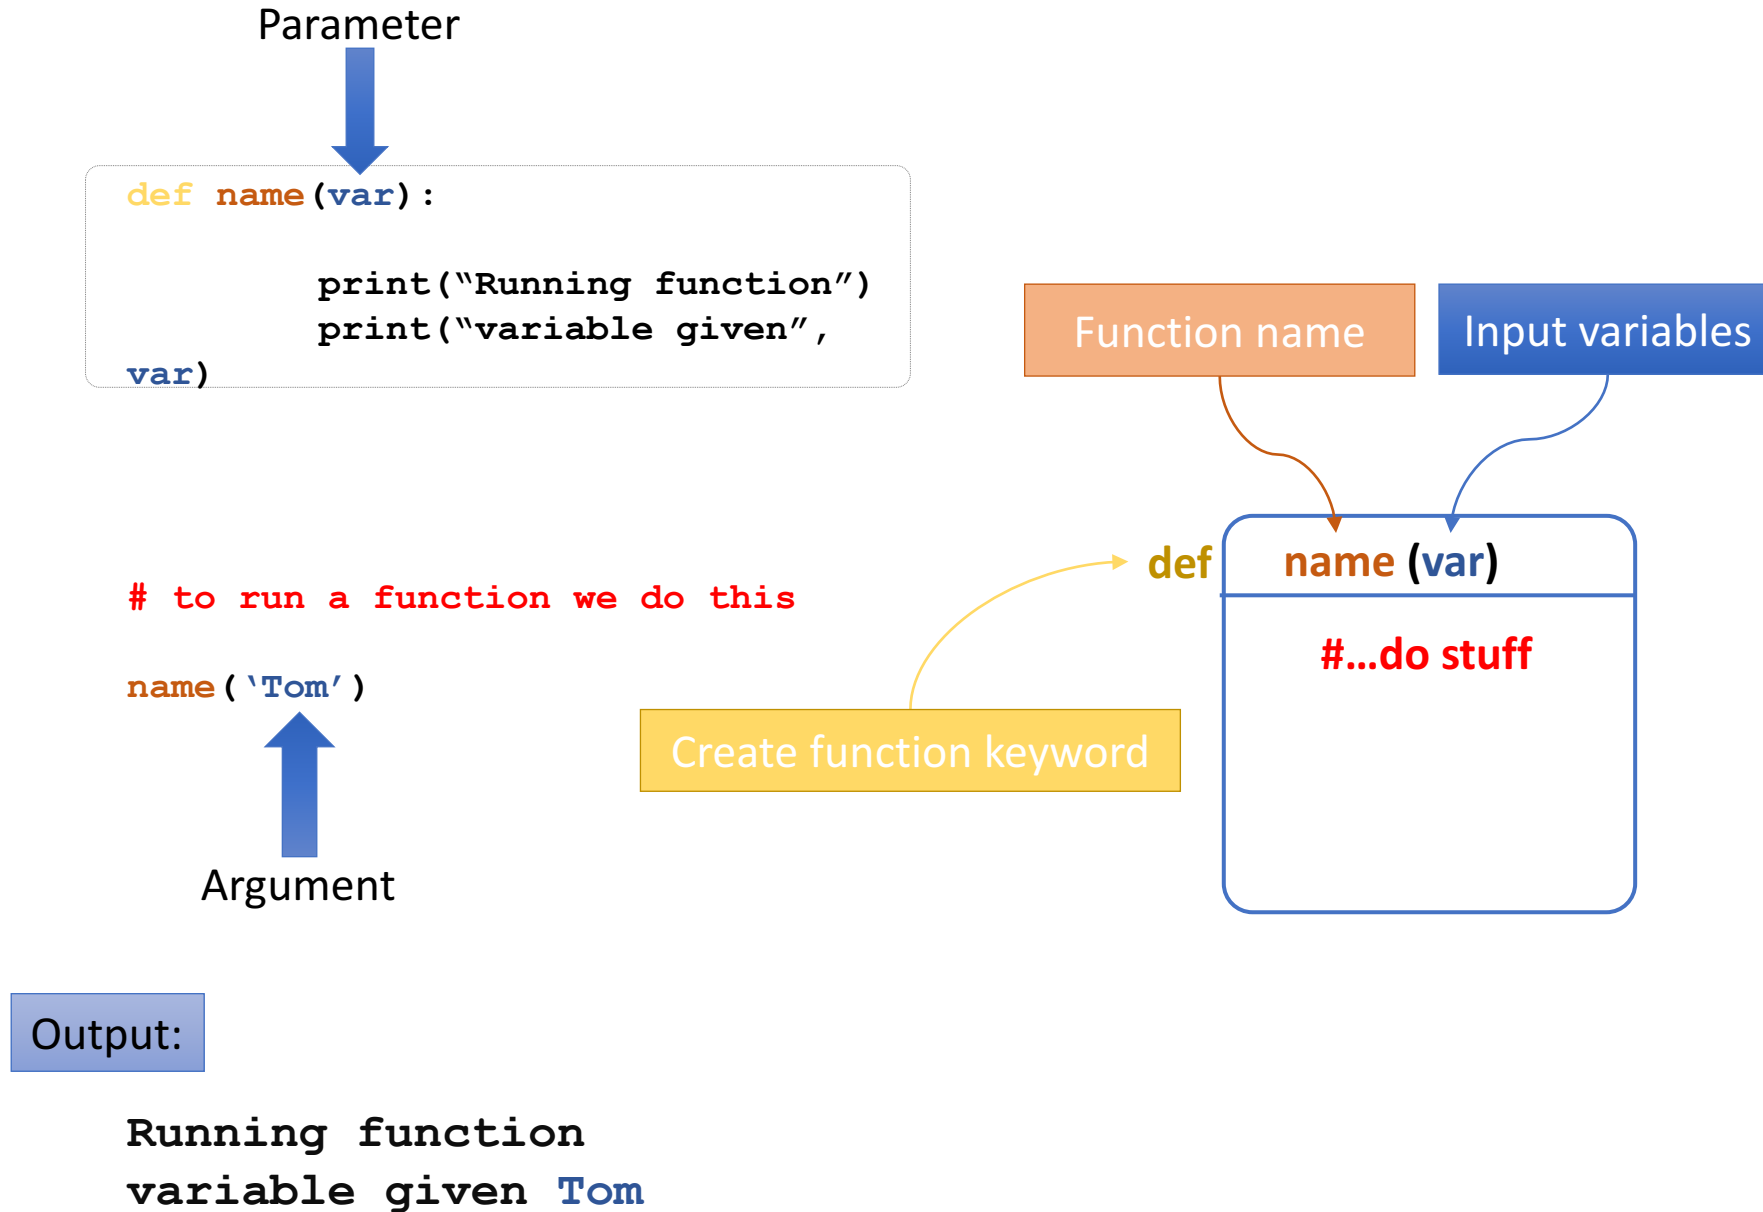 Parameter
def name(var):
print(“Running function”)
print(“variable given”,
var)
Function name
Input variables
def name (var)
#…do stuff
# to run a function we do this
name(‘Tom’)
Create function keyword
Argument
Output:
Running function
variable given Tom